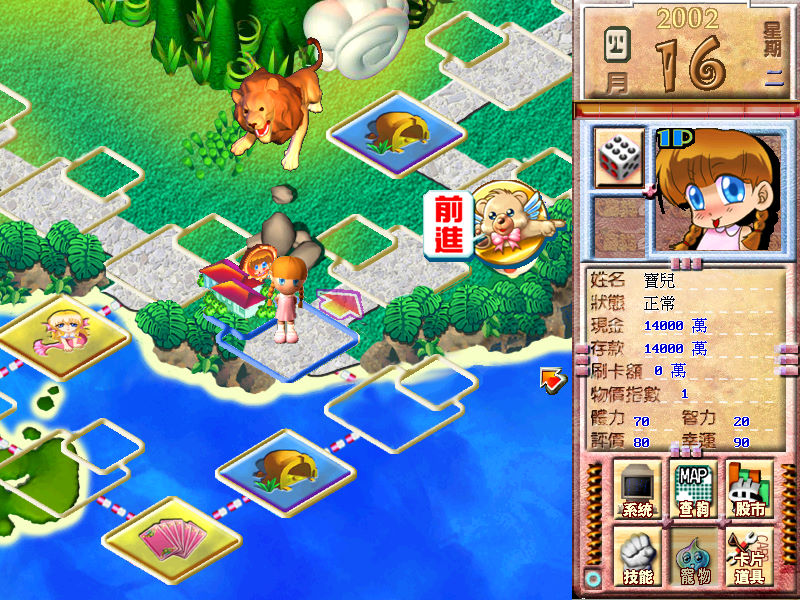 2002
四月
16
星期二
1P
前進
姓名 寶兒
狀態 正常
現金 14000 萬
存款 14000 萬
刷卡額 0 萬
物價指數 1
體力 70 智力 20
評價 80 幸運 90
系統
MAP
查詢
股市
技能
寵物
卡片
道具